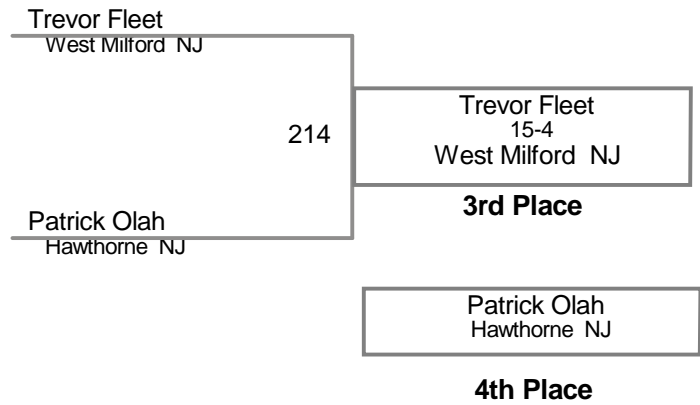 Trevor Fleet
West Milford NJ
214
Trevor Fleet
15-4
West Milford NJ
3rd Place
Patrick Olah
Hawthorne NJ
Patrick Olah
Hawthorne NJ
4th Place